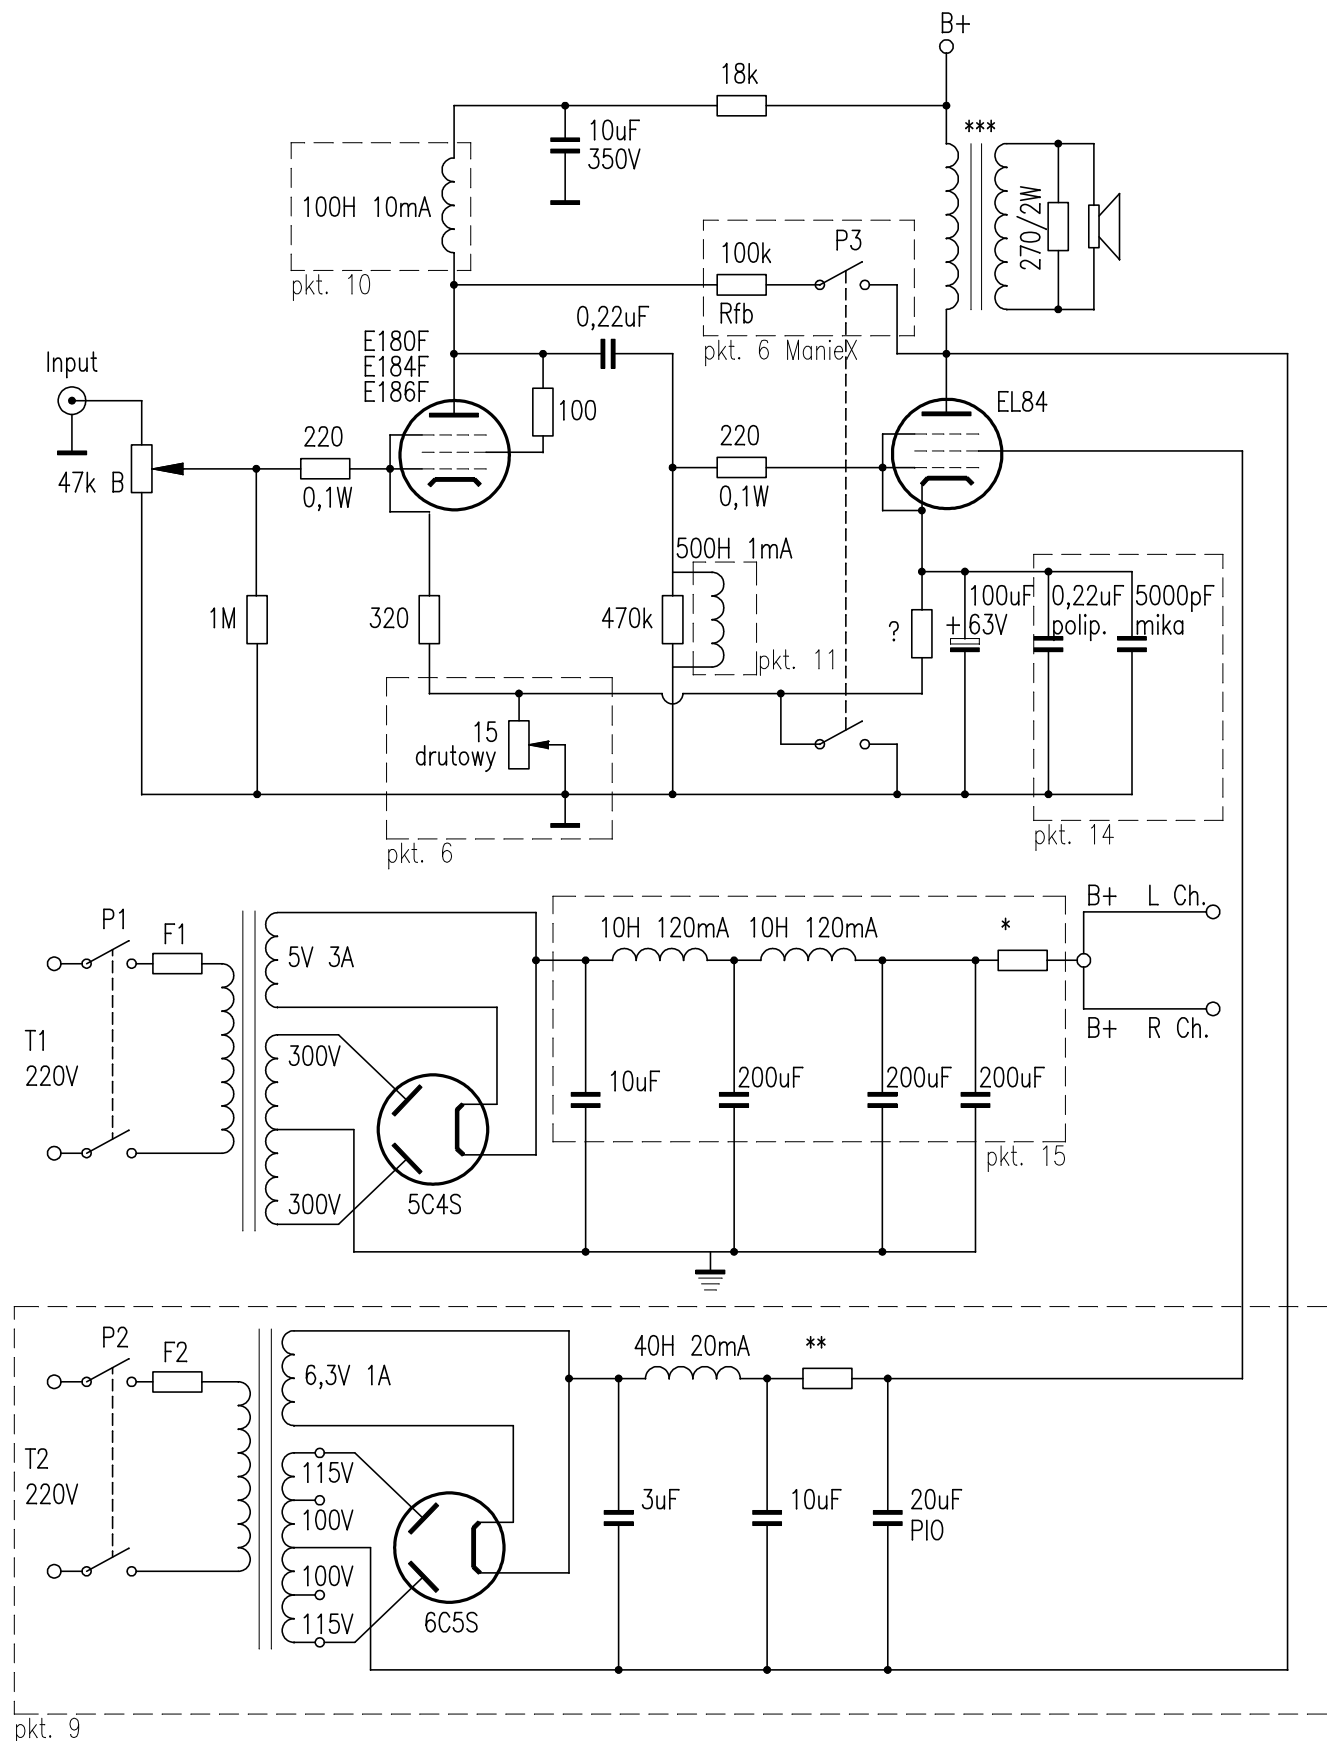 B+
18k
***
10uF
350V
100H 10mA
pkt. 10
P3
100k
Rfb
pkt. 6 ManieX
270/2W
0,22uF
E180F
E184F
E186F
Input
EL84
100
220
0,1W
47k B
220
0,1W
500H 1mA
1M
320
470k
pkt. 11
?
+
100uF
63V
0,22uF
polip.
5000pF
mika
15
drutowy
pkt. 6
pkt. 14
P1
F1
5V 3A
10H 120mA
10H 120mA
*
B+ L Ch.
B+ R Ch.
T1
220V
300V
300V
5C4S
10uF
200uF
200uF
200uF
pkt. 15
P2
F2
6,3V 1A
40H 20mA
**
T2
220V
115V
100V
100V
115V
6C5S
3uF
10uF
20uF
PIO
pkt. 9